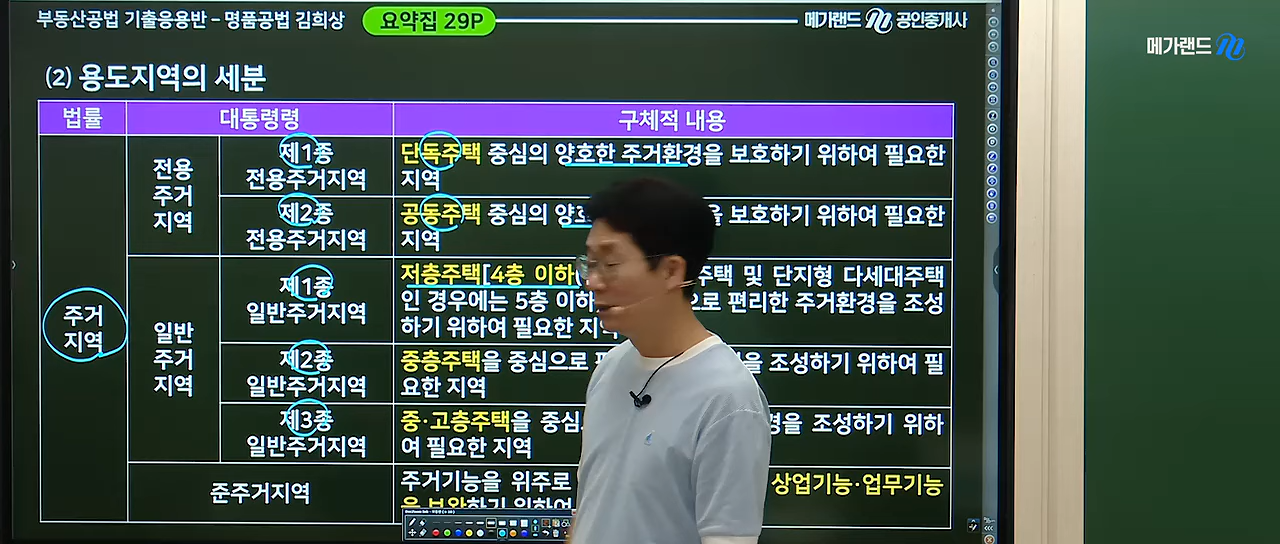 부동산공법 기출응용반 – 명품공법 김희상
요약집 29P
메가랜드 공인중개사
메가랜드
(2) 용도지역의 세분
법률
대통령령
구체적 내용
주거
지역
전용
주거
지역
제1종
전용주거지역
단독주택 중심의 양호한 주거환경을 보호하기 위하여 필요한
지역
제2종
전용주거지역
공동주택 중심의 양호 을 보호하기 위하여 필요한
지역
일반
주거
지역
제1종
일반주거지역
저층주택[4층 이하( 주택 및 단지형 다세대주택
인 경우에는 5층 이하 으로 편리한 주거환경을 조성
하기 위하여 필요한 지역
제2종
일반주거지역
중층주택을 중심으로 을 조성하기 위하여 필
요한 지역
제3종
일반주거지역
중·고층주택을 중심 경을 조성하기 위하
여 필요한 지역
준주거지역
주거기능을 위주로 상업기능·업무기능
을 보완하기 위하여